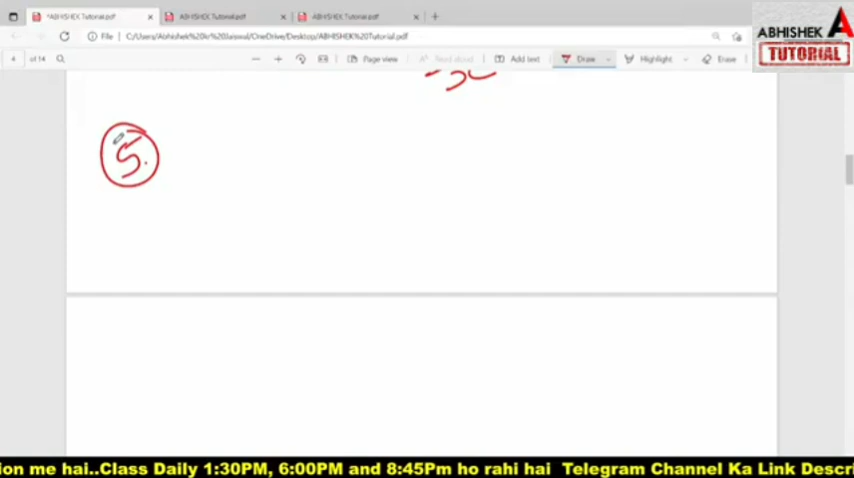 *ABHISHEK Tutorial.pdf
ABHISHEK Tutorial.pdf
ABHISHEK Tutorial.pdf
File
C:/Users/Abhishek%20kr%20Jaiswal/OneDrive/Desktop/ABHISHEK%20Tutorial.pdf
4 of 14
Page view
Read aloud
Add text
Draw
Highlight
Erase
ABHISHEK A
TUTORIAL
5.
ion me hai..Class Daily 1:30PM, 6:00PM and 8:45Pm ho rahi hai Telegram Channel Ka Link Descri